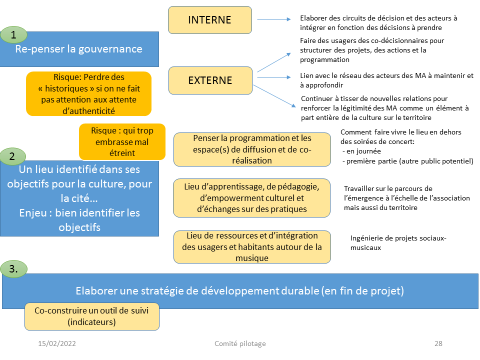 1
Re-penser la gouvernance
INTERNE
Elaborer des circuits de décision et des acteurs à
intégrer en fonction des décisions à prendre
EXTERNE
Faire des usagers des co-décisionnaires pour
structurer des projets, des actions et la
programmation
Lien avec le réseau des acteurs des MA à maintenir et
à approfondir
Continuer à tisser de nouvelles relations pour
renforcer la légitimité des MA comme un élément à
part entière de la culture sur le territoire
Risque: Perdre des
« historiques » si on ne fait
pas attention aux attente
d'authenticité
Risque : qui trop
embrasse mal
étreint
2
Un lieu identifié dans ses
objectifs pour la culture, pour
la cité...
Enjeu : bien identifier les
objectifs
Penser la programmation et les
espace(s) de diffusion et de co-
réalisation
Comment faire vivre le lieu en dehors
des soirées de concert:
- en journée
- première partie (autre public potentiel)
Lieu d'apprentissage, de pédagogie,
d'empowerment culturel et
d'échanges sur des pratiques
Travailler sur le parcours de
l'émergence à l'échelle de l'association
mais aussi du territoire
Lieu de ressources et d'intégration
des usagers et habitants autour de la
musique
Ingénierie de projets sociaux-
musicaux
3.
Elaborer une stratégie de développement durable (en fin de projet)
Co-construire un outil de suivi
(indicateurs)
15/02/2022
Comité pilotage
28